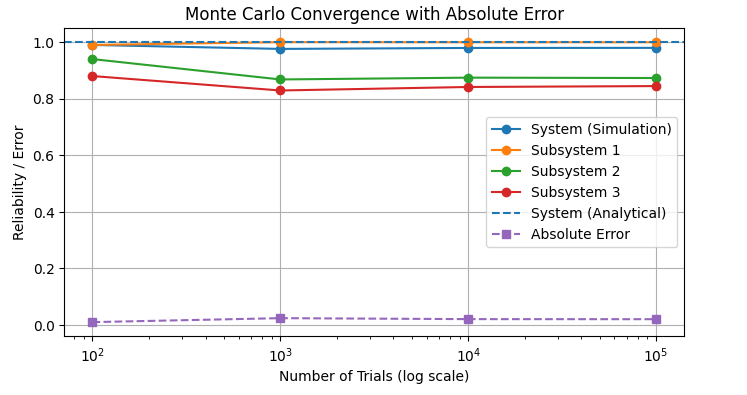 Monte Carlo Convergence with Absolute Error
Reliability / Error
1.0
0.8
0.6
0.4
0.2
0.0
System (Simulation)
Subsystem 1
Subsystem 2
Subsystem 3
System (Analytical)
Absolute Error
10²
10³
10⁴
10⁵
Number of Trials (log scale)